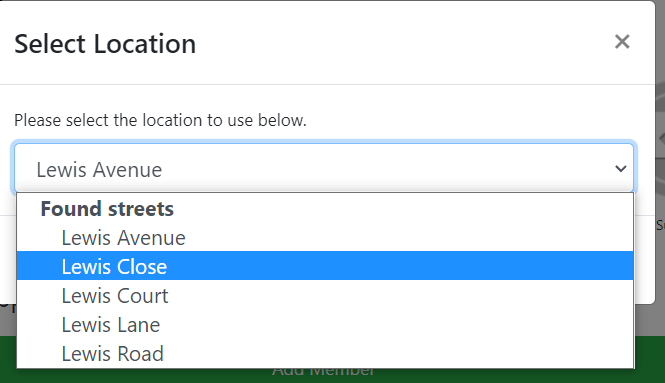 Select Location
×
Please select the location to use below.
Lewis Avenue
Found streets
Lewis Avenue
Lewis Close
Lewis Court
Lewis Lane
Lewis Road
Add Member